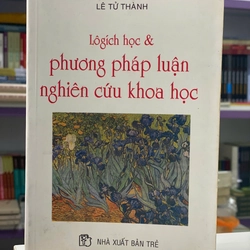 LÊ TỬ THÀNH
Lôgích học &
phương pháp luận
nghiên cứu khoa học
NHÀ XUẤT BẢN TRẺ